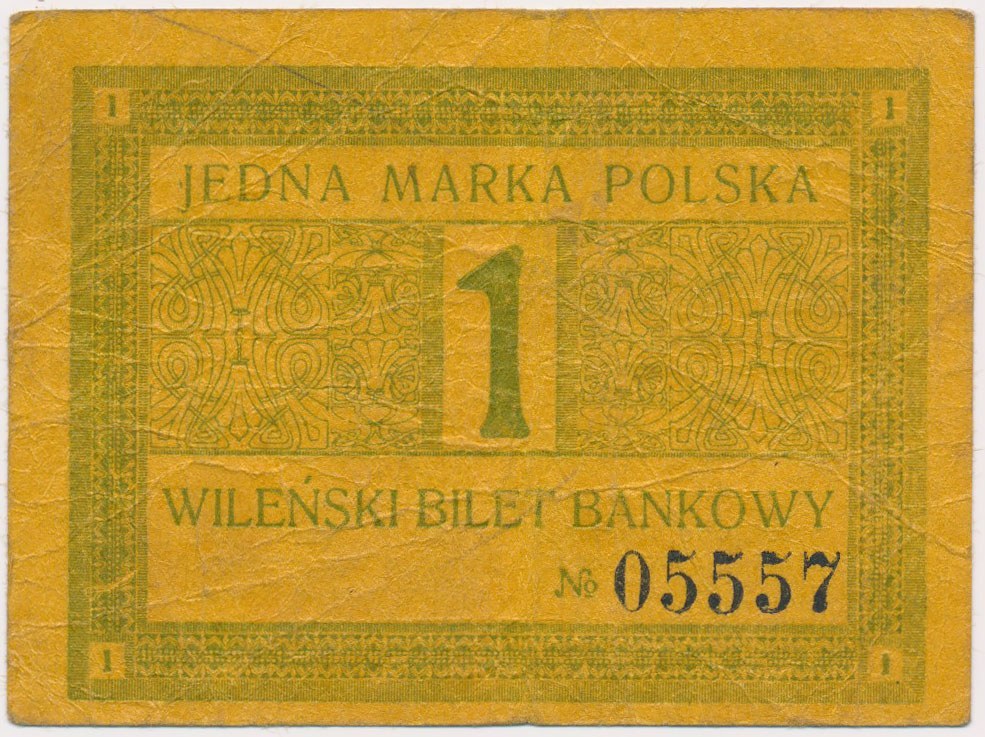 1 1
JEDNA MARKA POLSKA
1
WILEŃSKI BILET BANKOWY
№ 05557
1 1